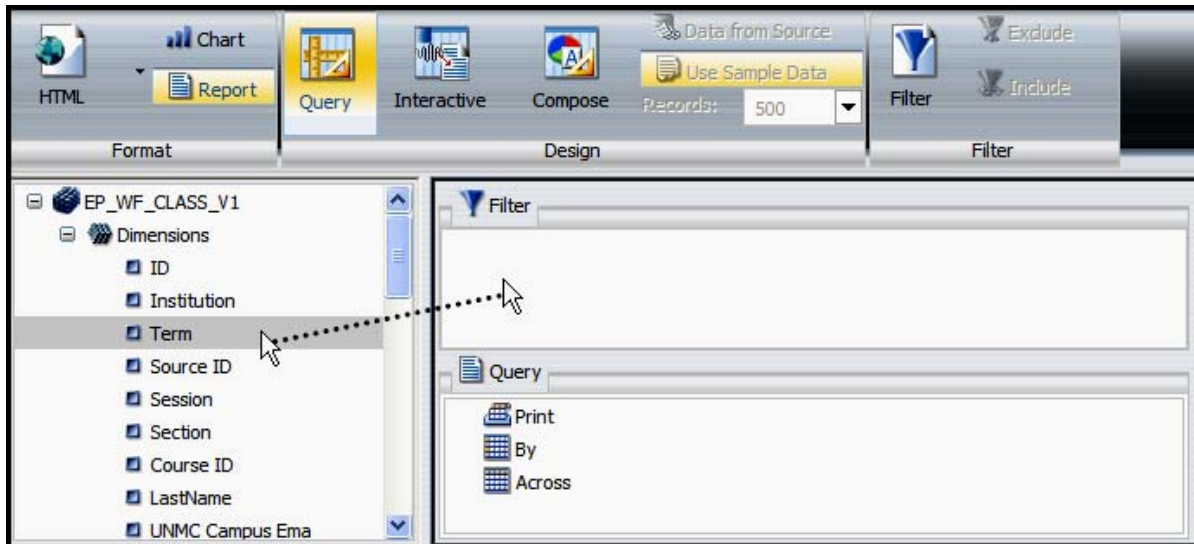 HTML
Chart
Report
Format
Query
Interactive
Compose
Data from Source
Use Sample Data
Records: 500
Design
Filter
Exclude
Include
Filter
EP_WF_CLASS_V1
Dimensions
ID
Institution
Term
Source ID
Session
Section
Course ID
LastName
UNMC Campus Ema
Filter
Query
Print
By
Across